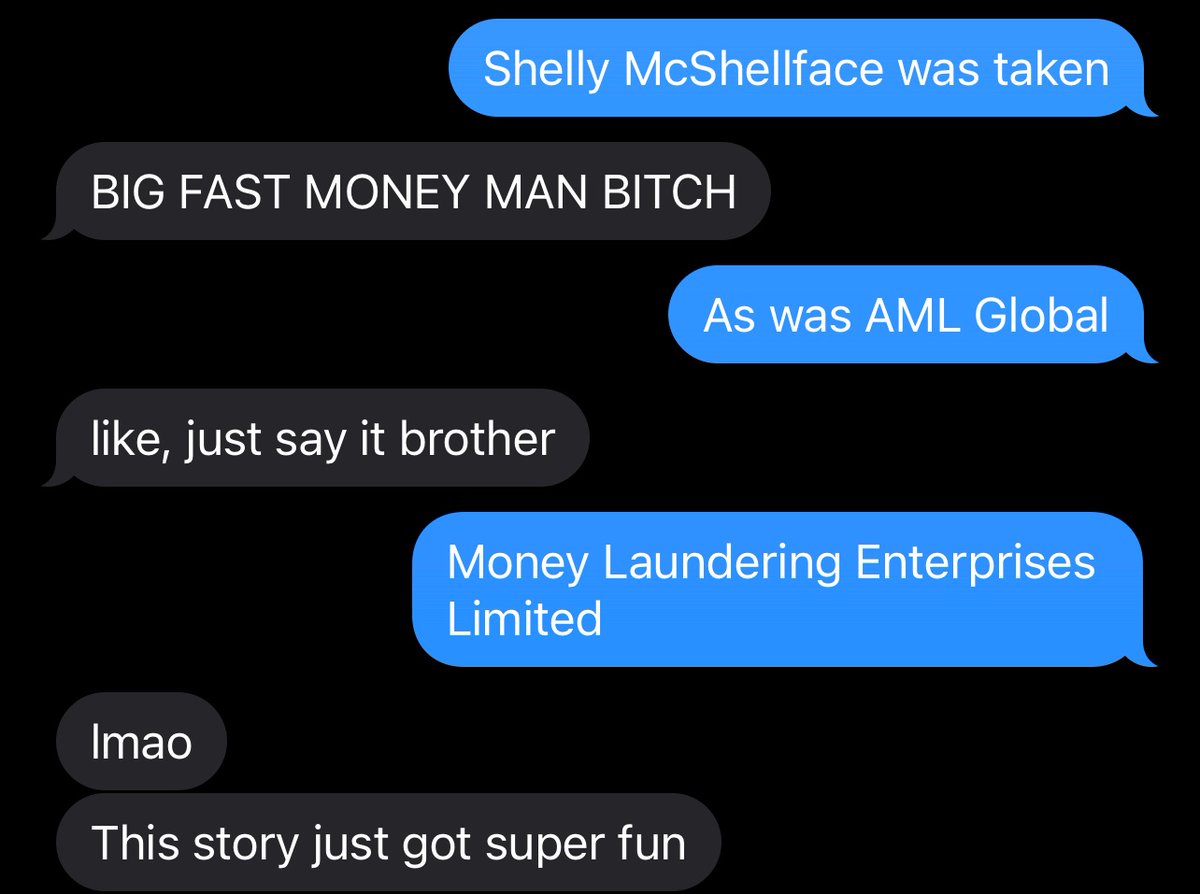 Shelly McShellface was taken
BIG FAST MONEY MAN BITCH
As was AML Global
like, just say it brother
Money Laundering Enterprises
Limited
lmao
This story just got super fun